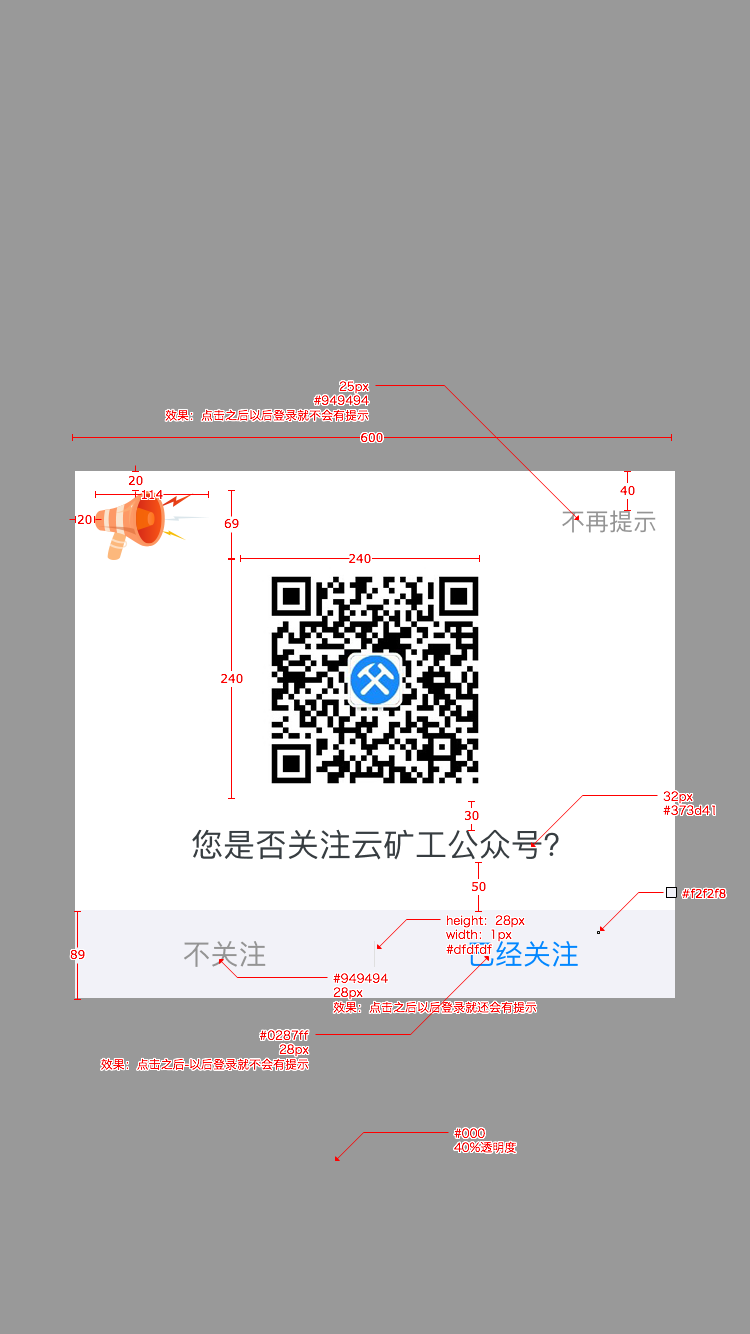 25px
#949494
效果：点击之后以后登录就不会有提示
600
20
114
20
69
40
不再提示
240
240
32px
#373d41
30
您是否关注云矿工公众号?
50
#f2f2f8
height：28px
width：1px
#dfdfdf
89
不关注
已经关注
#949494
28px
效果：点击之后以后登录就还会有提示
#0287ff
28px
效果：点击之后-以后登录就不会有提示
#000
40%透明度